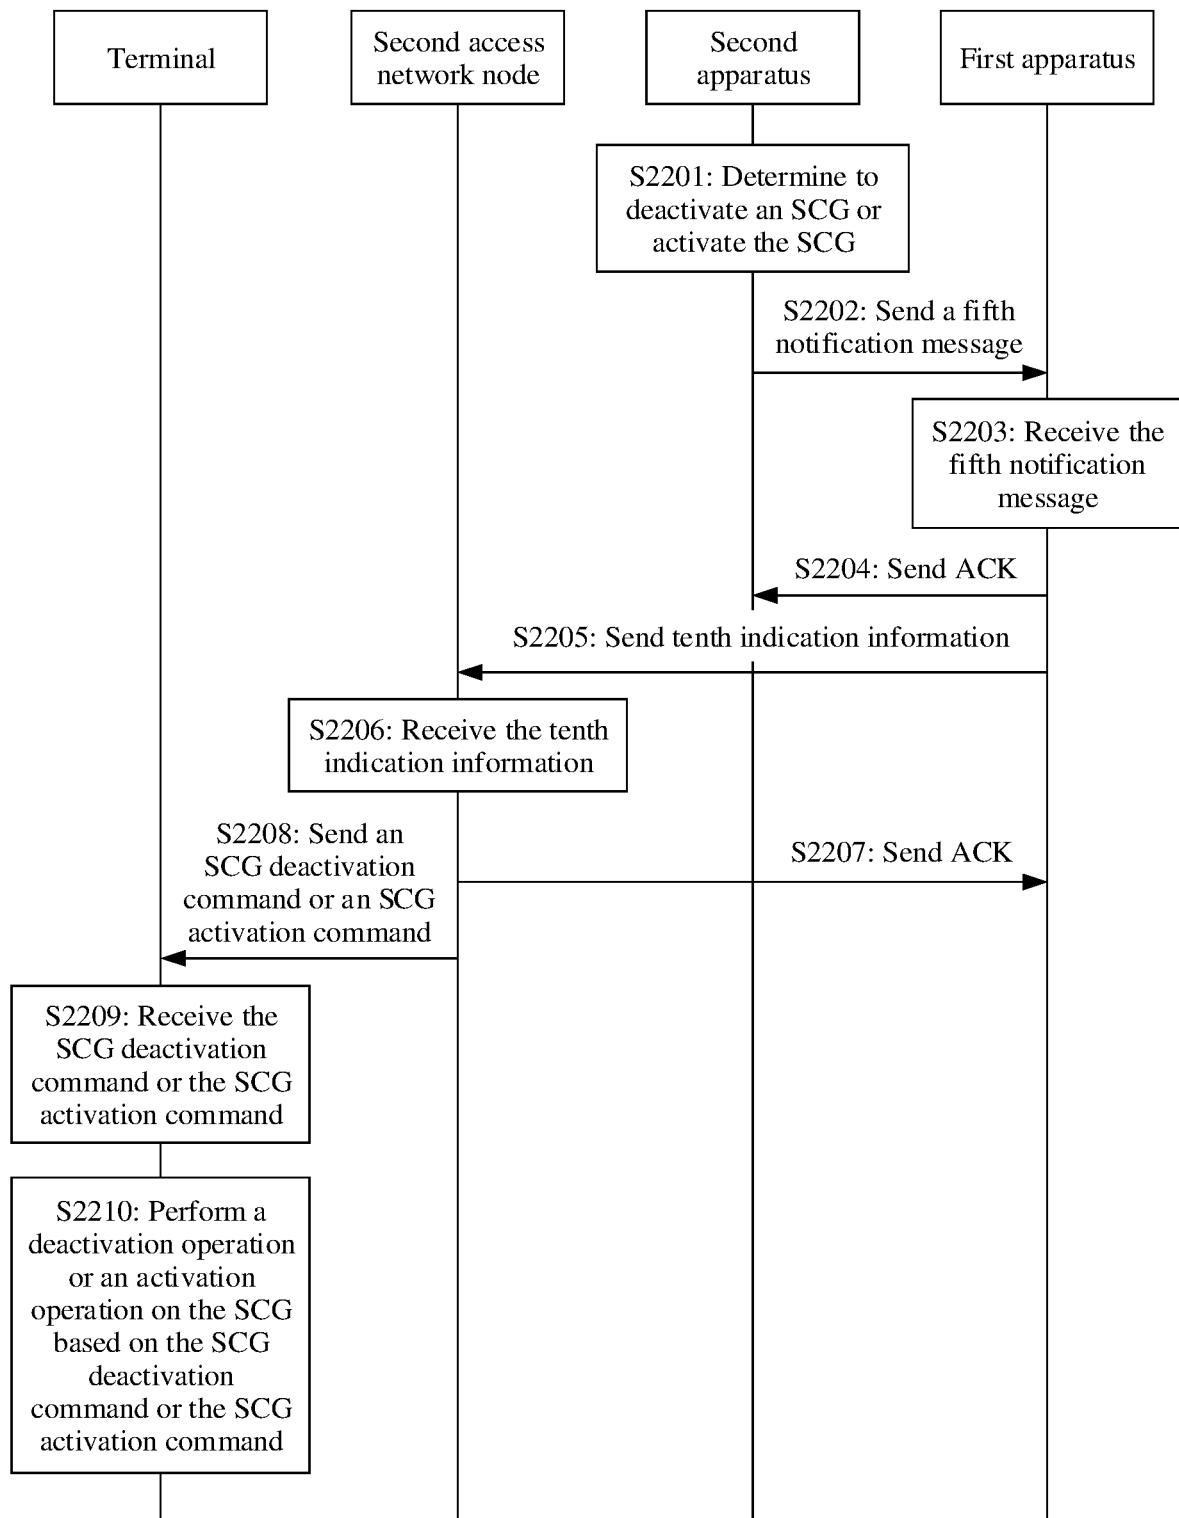 Terminal
Second access
network node
Second
apparatus
First apparatus
S2201: Determine to
deactivate an SCG or
activate the SCG
S2202: Send a fifth
notification message
S2203: Receive the
fifth notification
message
S2204: Send ACK
S2205: Send tenth indication information
S2206: Receive the tenth
indication information
S2208: Send an
SCG deactivation
command or an SCG
activation command
S2207: Send ACK
S2209: Receive the
SCG deactivation
command or the SCG
activation command
S2210: Perform a
deactivation operation
or an activation
operation on the SCG
based on the SCG
deactivation
command or the SCG
activation command